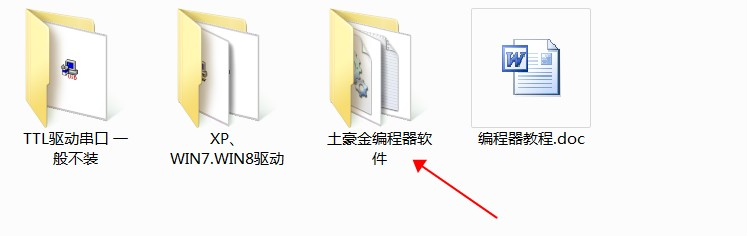 TTL驱动串口 一
般不装
XP、
WIN7.WIN8驱动
土豪金编程器软
件
编程器教程.doc